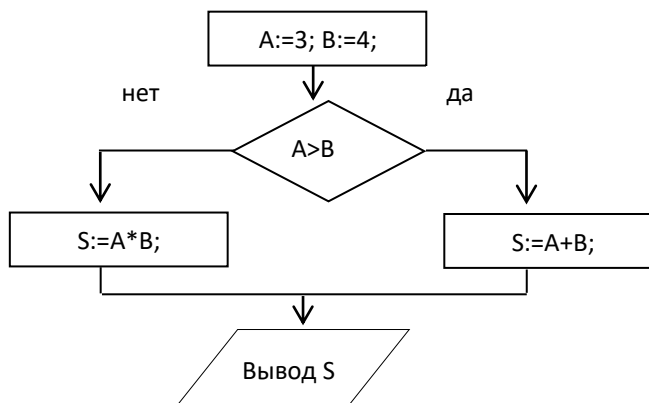 A:=3; B:=4;
нет
да
A>B
S:=A*B;
S:=A+B;
Вывод S